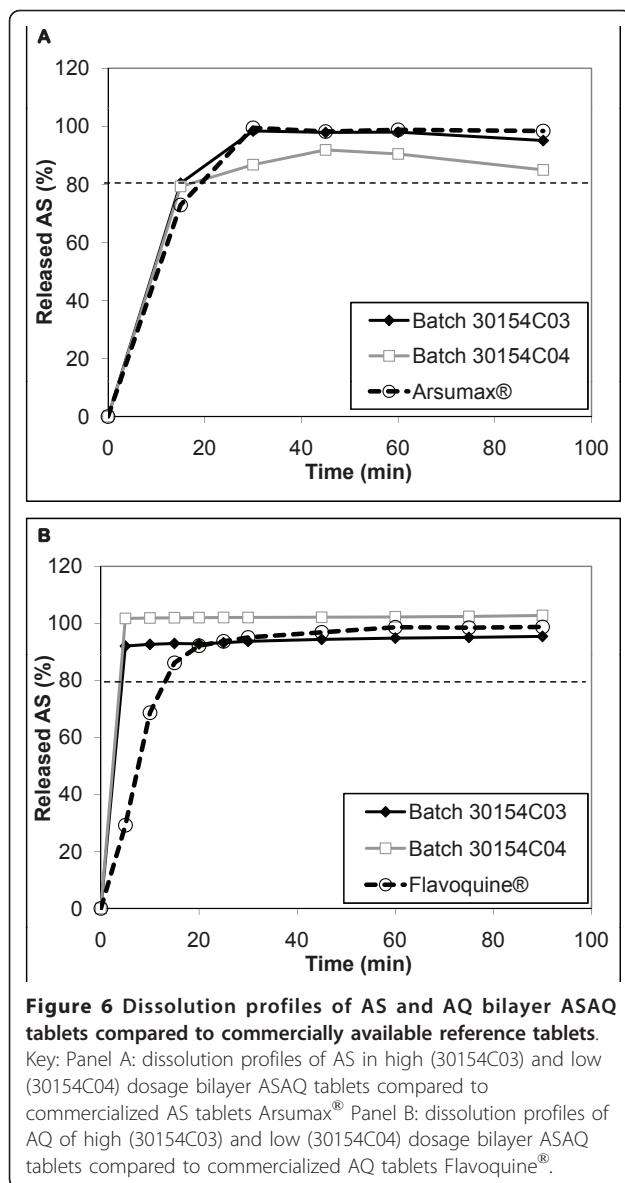 A
120
100
80
60
40
20
0
Released AS (%)
Batch 30154C03
Batch 30154C04
Arsumax®
0 20 40 60 80 100
Time (min)
B
120
100
80
60
40
20
0
Released AS (%)
Batch 30154C03
Batch 30154C04
Flavoquine®
0 20 40 60 80 100
Time (min)
Figure 6 Dissolution profiles of AS and AQ bilayer ASAQ
tablets compared to commercially available reference tablets.
Key: Panel A: dissolution profiles of AS in high (30154C03) and low
(30154C04) dosage bilayer ASAQ tablets compared to
commercialized AS tablets Arsumax® Panel B: dissolution profiles of
AQ of high (30154C03) and low (30154C04) dosage bilayer ASAQ
tablets compared to commercialized AQ tablets Flavoquine®.